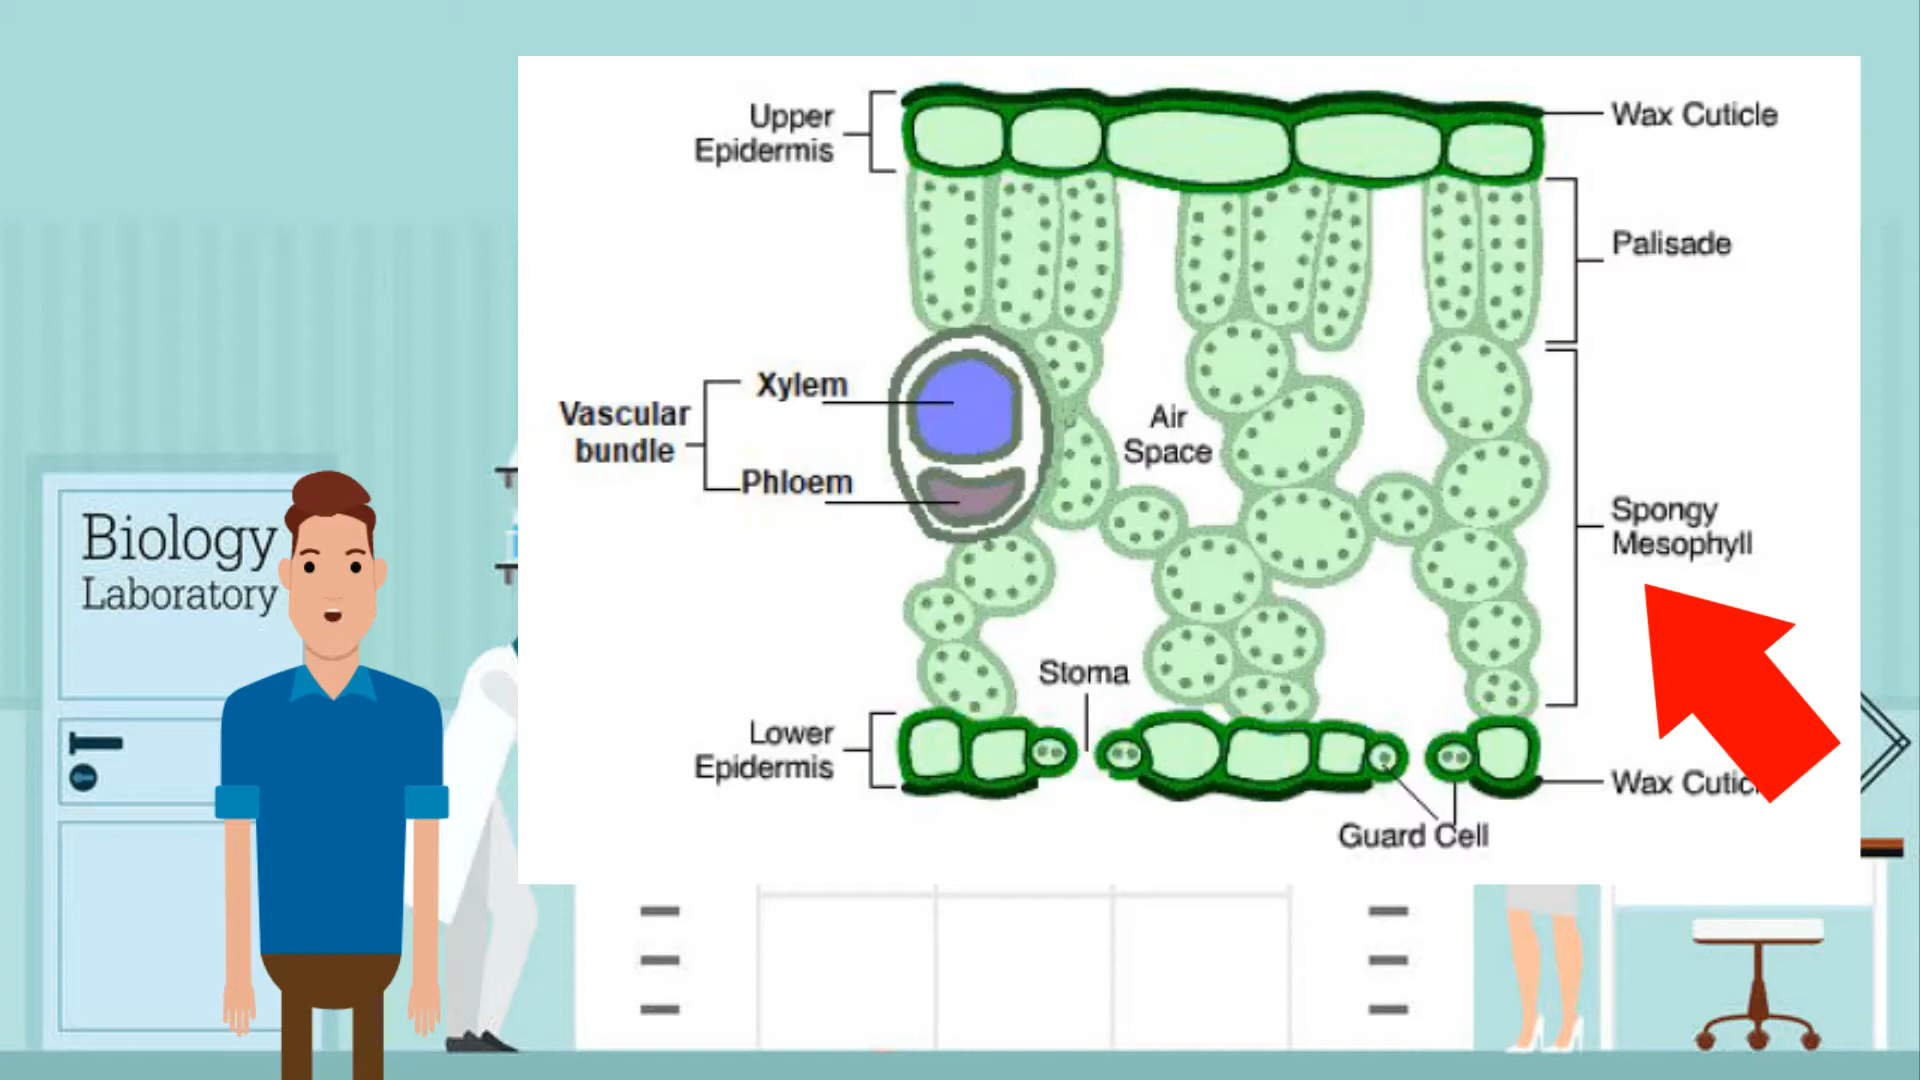 Upper
Epidermis
Wax Cuticle
Palisade
Xylem
Vascular
bundle
Phloem
Air
Space
Spongy
Mesophyll
Biology
Laboratory
Stoma
Lower
Epidermis
Guard Cell